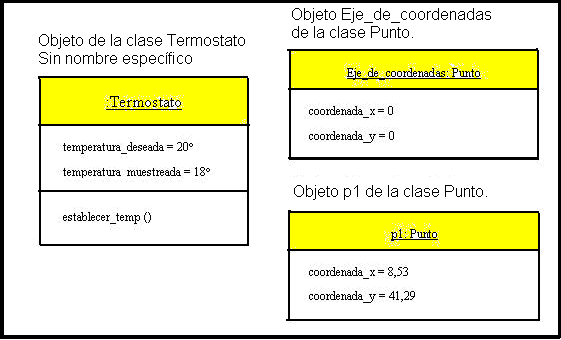 Objeto de la clase Termostato
Sin nombre específico
:Termostato
temperatura_deseada = 20º
temperatura muestreada = 18º
establecer_temp ()
Objeto Eje_de_coordenadas
de la clase Punto.
Eje_de_coordenadas: Punto
coordenada_x = 0
coordenada_y = 0
Objeto p1 de la clase Punto.
p1: Punto
coordenada_x = 8,53
coordenada_y = 41,29